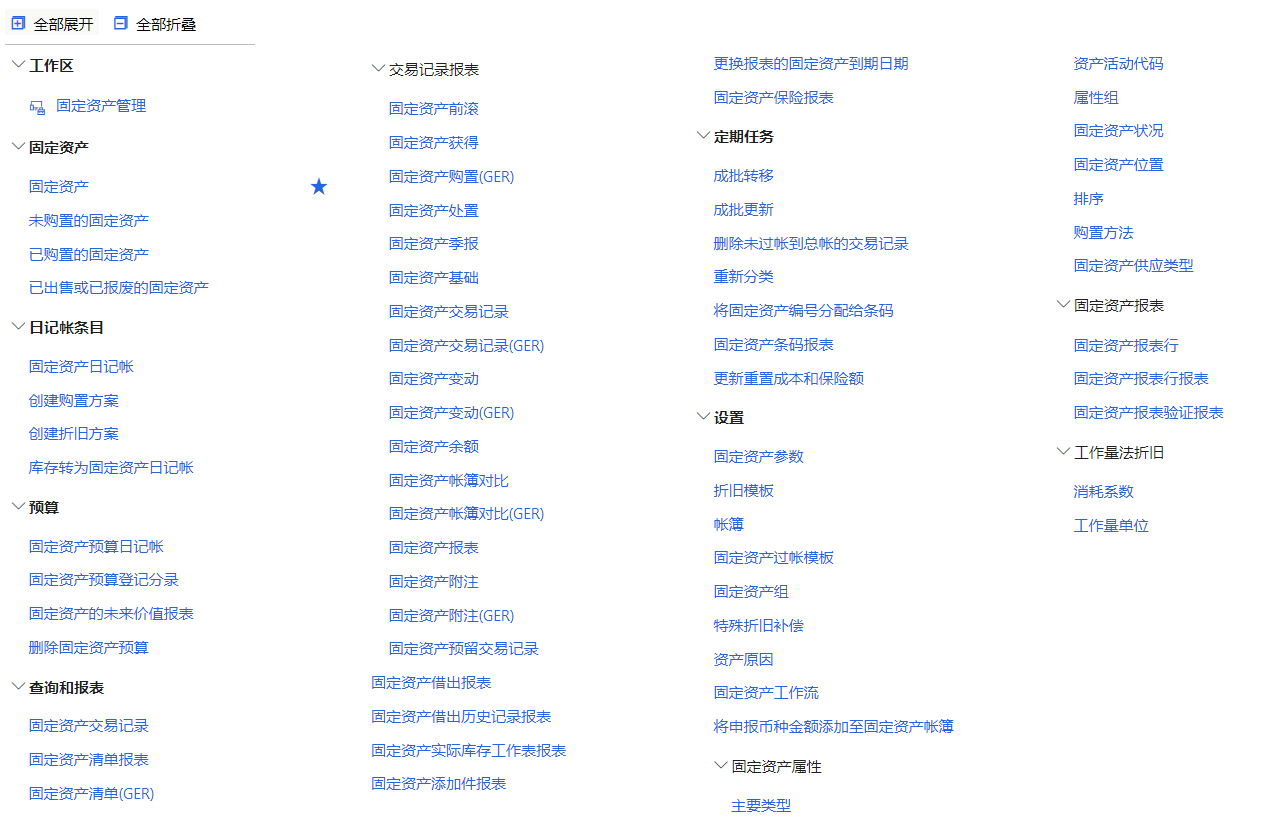 全部展开 全部折叠
工作区
固定资产管理
固定资产
固定资产
未购置的固定资产
已购置的固定资产
已出售或已报废的固定资产
日记帐条目
固定资产日记帐
创建购置方案
创建折旧方案
库存转为固定资产日记帐
预算
固定资产预算日记帐
固定资产预算登记分录
固定资产的未来价值报表
删除固定资产预算
查询和报表
固定资产交易记录
固定资产清单报表
固定资产清单(GER)
交易记录报表
固定资产前滚
固定资产获得
固定资产购置(GER)
固定资产处置
固定资产季报
固定资产基础
固定资产交易记录
固定资产交易记录(GER)
固定资产变动
固定资产变动(GER)
固定资产余额
固定资产帐簿对比
固定资产帐簿对比(GER)
固定资产报表
固定资产附注
固定资产附注(GER)
固定资产预留交易记录
固定资产借出报表
固定资产借出历史记录报表
固定资产实际库存工作表报表
固定资产添加件报表
更换报表的固定资产到期日期
固定资产保险报表
定期任务
成批转移
成批更新
删除未过帐到总帐的交易记录
重新分类
将固定资产编号分配给条码
固定资产条码报表
更新重置成本和保险额
设置
固定资产参数
折旧模板
帐簿
固定资产过帐模板
固定资产组
特殊折旧补偿
资产原因
固定资产工作流
将申报币种金额添加至固定资产帐簿
固定资产属性
主要类型
资产活动代码
属性组
固定资产状况
固定资产位置
排序
购置方法
固定资产供应类型
固定资产报表
固定资产报表行
固定资产报表行报表
固定资产报表验证报表
工作量法折旧
消耗系数
工作量单位